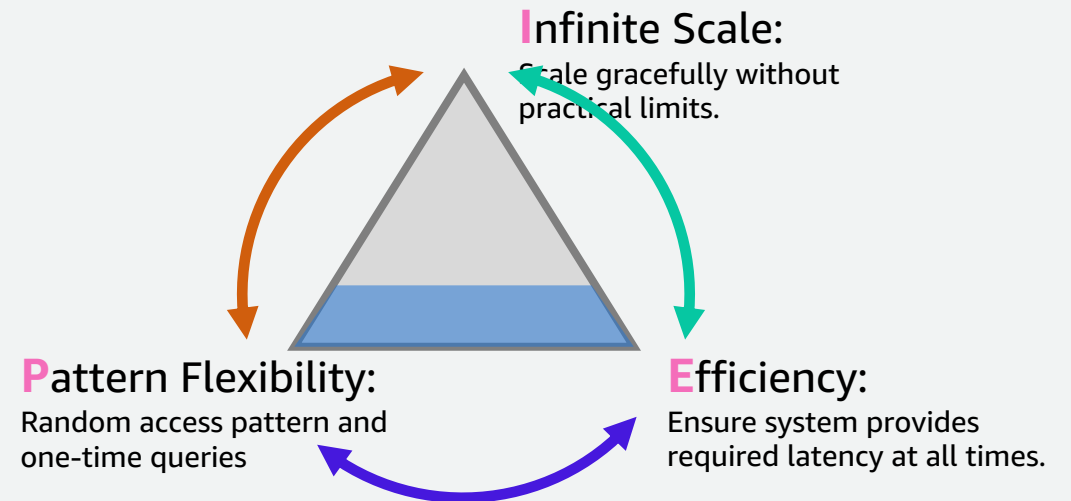 Infinite Scale:
Scale gracefully without
practical limits.
Pattern Flexibility:
Random access pattern and
one-time queries
Efficiency:
Ensure system provides
required latency at all times.